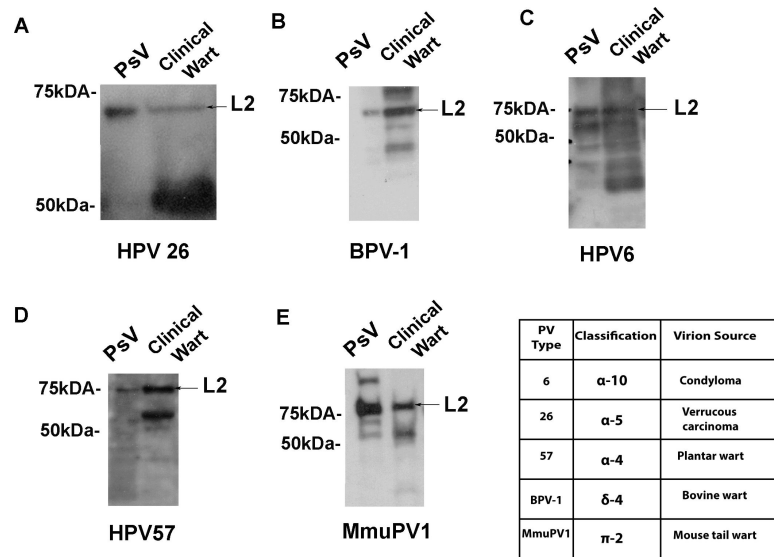 A
PsV
Clinical
Wart
75kDA-
L2
50kDa-
HPV 26
B
PsV
Clinical
Wart
75kDA-
L2
50kDa-
BPV-1
C
PsV
Clinical
Wart
75kDA-
L2
50kDa-
HPV6
D
PsV
Clinical
Wart
75kDA-
L2
50kDa-
HPV57
E
PsV
Clinical
Wart
75kDA-
L2
50kDa-
MmuPV1
PV Classification Virion Source
Type
6 α-10 Condyloma
26 α-5 Verrucous
carcinoma
57 α-4 Plantar wart
BPV-1 δ-4 Bovine wart
MmuPV1 π-2 Mouse tail wart